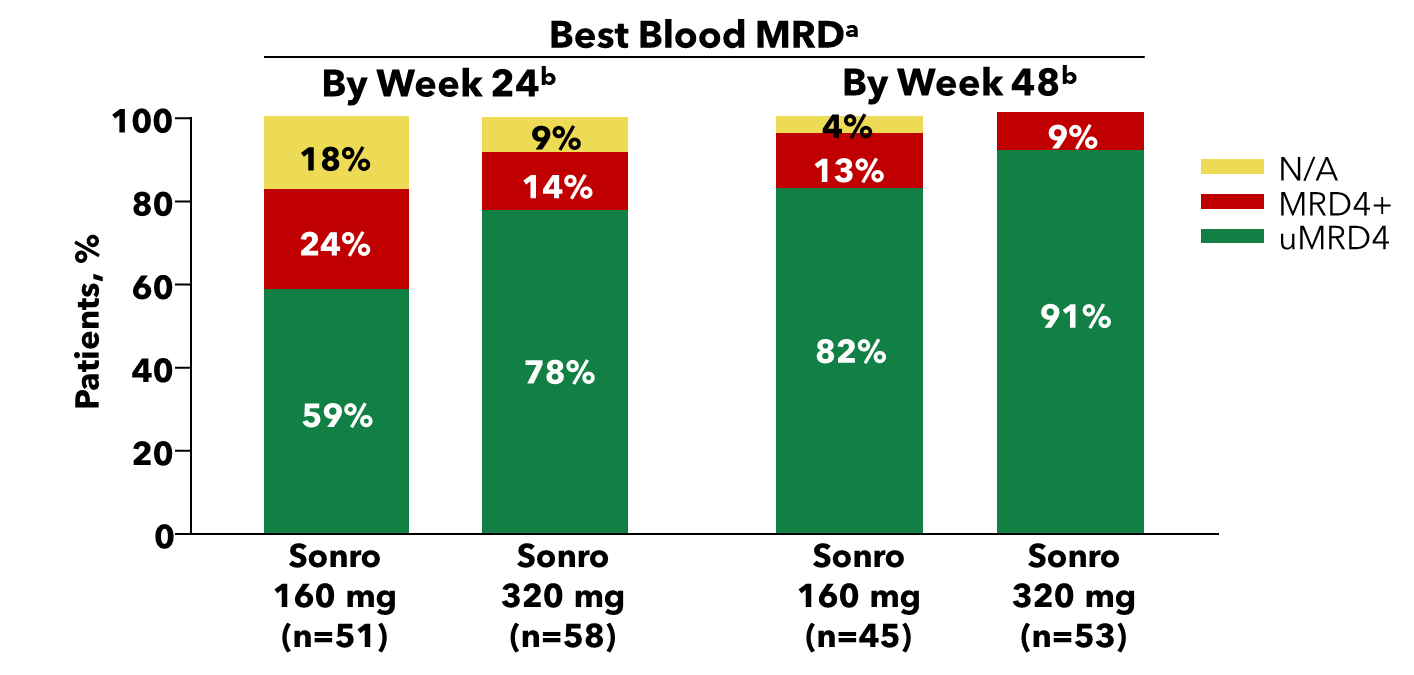 Best Blood MRDᵃ
By Week 24ᵇ
By Week 48ᵇ
Patients, %
100
80
60
40
20
0
18%
24%
59%
9%
14%
78%
4%
13%
82%
9%
91%
N/A
MRD4+
uMRD4
Sonro
160 mg
(n=51)
Sonro
320 mg
(n=58)
Sonro
160 mg
(n=45)
Sonro
320 mg
(n=53)